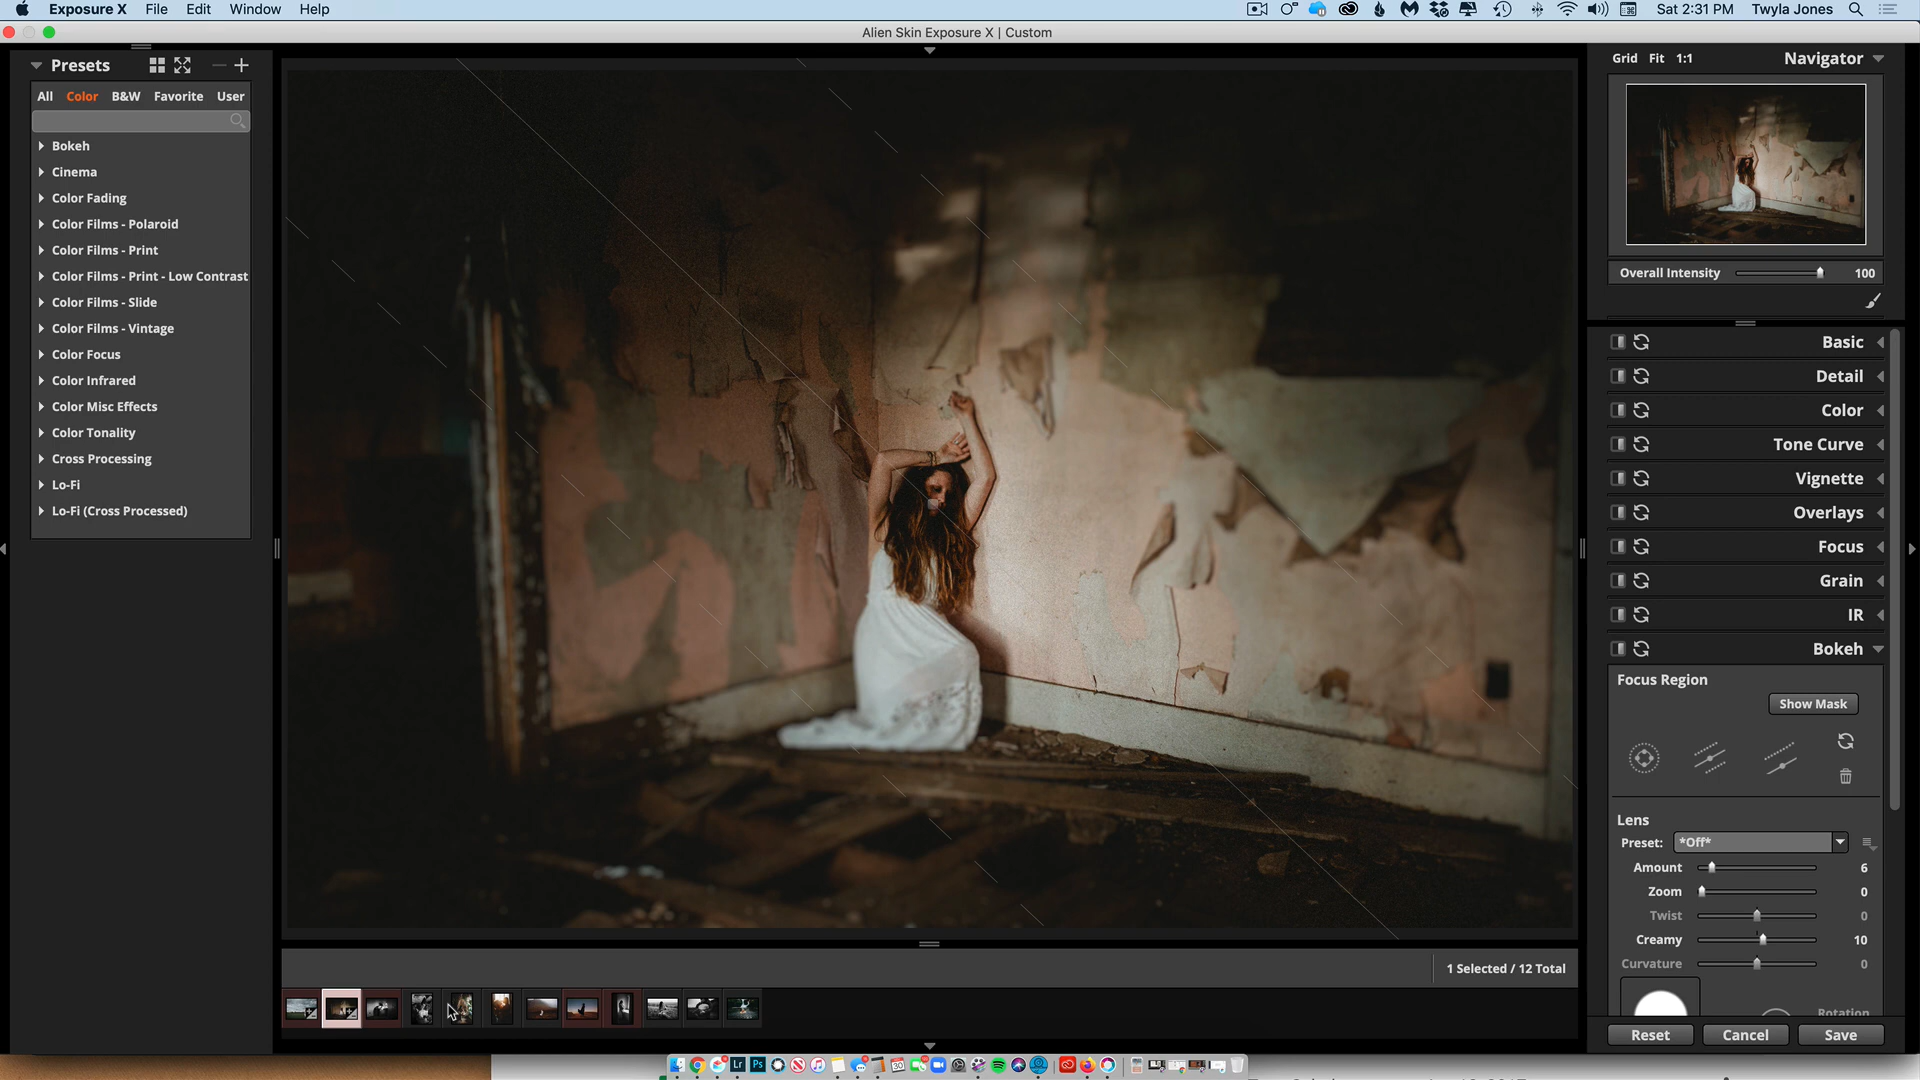 Exposure X File Edit Window Help Sat 2:31 PM Twyla Jones
Alien Skin Exposure X | Custom
Presets
All Color B&W Favorite User
Bokeh
Cinema
Color Fading
Color Films - Polaroid
Color Films - Print
Color Films - Print - Low Contrast
Color Films - Slide
Color Films - Vintage
Color Focus
Color Infrared
Color Misc Effects
Color Tonality
Cross Processing
Lo-Fi
Lo-Fi (Cross Processed)
1 Selected / 12 Total
Grid Fit 1:1 Navigator
Overall Intensity 100
Basic
Detail
Color
Tone Curve
Vignette
Overlays
Focus
Grain
IR
Bokeh
Focus Region
Show Mask
Lens
Preset: *Off*
Amount 6
Zoom 0
Twist 0
Creamy 10
Curvature 0
Rotation
Reset Cancel Save
Lr Ps